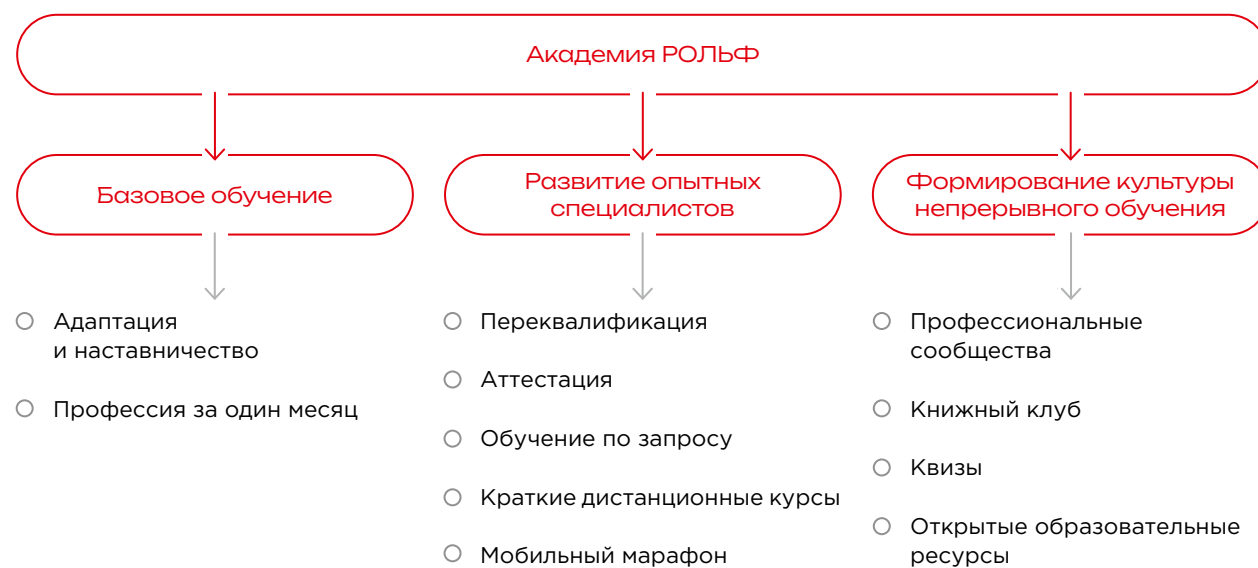 Академия РОЛЬФ
Базовое обучение
Адаптация
и наставничество
Профессия за один месяц
Развитие опытных
специалистов
Переквалификация
Аттестация
Обучение по запросу
Краткие дистанционные курсы
Мобильный марафон
Формирование культуры
непрерывного обучения
Профессиональные
сообщества
Книжный клуб
Квизы
Открытые образовательные
ресурсы